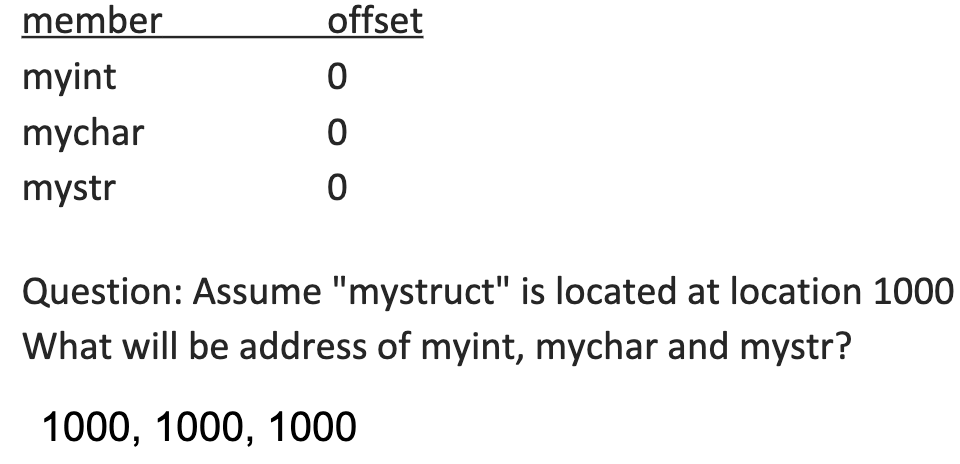 member offset
myint 0
mychar 0
mystr 0
Question: Assume "mystruct" is located at location 1000
What will be address of myint, mychar and mystr?
1000, 1000, 1000